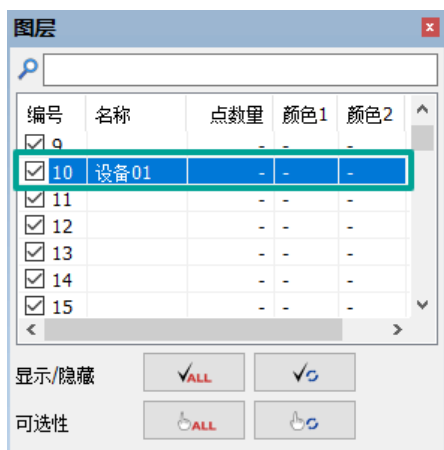 图层
编号 名称 点数量 颜色1 颜色2
9 - - -
10 设备01 - - -
11 - - -
12 - - -
13 - - -
14 - - -
15 - - -
显示/隐藏 ALL
可选性 ALL